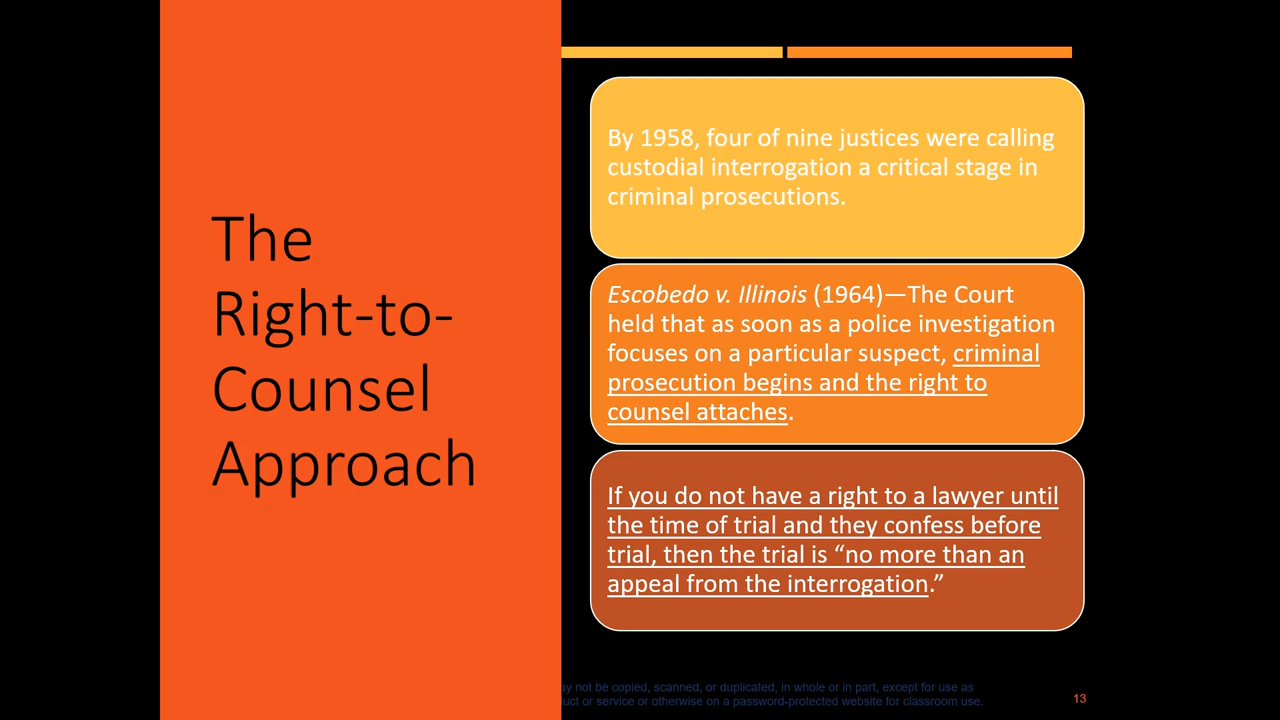 The
Right-to-
Counsel
Approach
By 1958, four of nine justices were calling
custodial interrogation a critical stage in
criminal prosecutions.
Escobedo v. Illinois (1964)—The Court
held that as soon as a police investigation
focuses on a particular suspect, criminal
prosecution begins and the right to
counsel attaches.
If you do not have a right to a lawyer until
the time of trial and they confess before
trial, then the trial is “no more than an
appeal from the interrogation.”
not be copied, scanned, or duplicated, in whole or in part, except for use as
or service or otherwise on a password-protected website for classroom use.
13